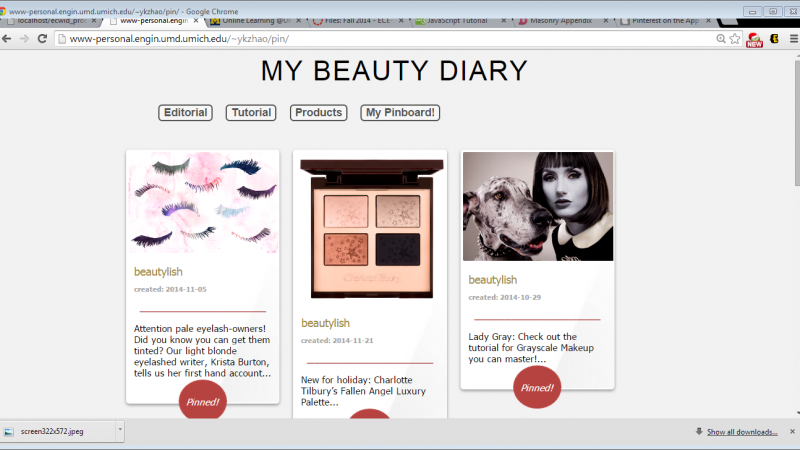 www-personal.engin.umd.umich.edu/~ykzhao/pin/ - Google Chrome
localhost/ecwid_pro
www-personal.engin.um
Online Learning @U
Files: Fall 2014 - ECE
JavaScript Tutorial
Masonry Appendix
Pinterest on the App
www-personal.engin.umd.umich.edu/~ykzhao/pin/
NEW
MY BEAUTY DIARY
Editorial
Tutorial
Products
My Pinboard!
beautylish
created: 2014-11-05
Attention pale eyelash-owners!
Did you know you can get them
tinted? Our light blonde
eyelashed writer, Krista Burton,
tells us her first hand account...
Pinned!
Charlotte Tilbury
beautylish
created: 2014-11-21
New for holiday: Charlotte
Tilbury's Fallen Angel Luxury
Palette...
beautylish
created: 2014-10-29
Lady Gray: Check out the
tutorial for Grayscale Makeup
you can master!...
Pinned!
screen322x572.jpeg
Show all downloads...